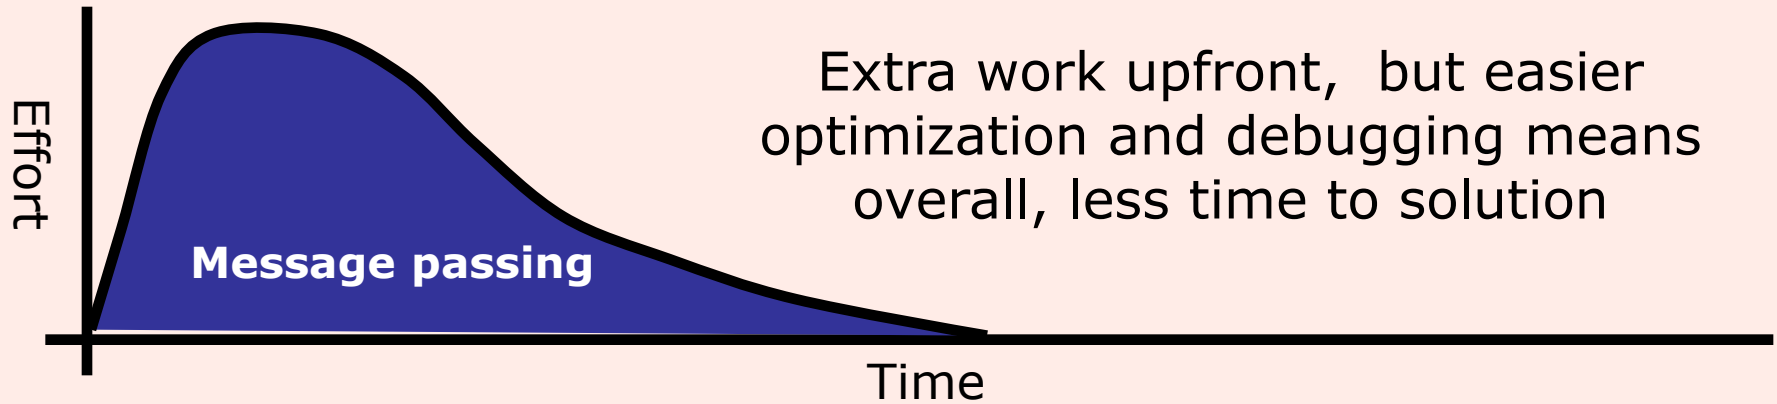 Effort
Extra work upfront, but easier
optimization and debugging means
overall, less time to solution
Message passing
Time